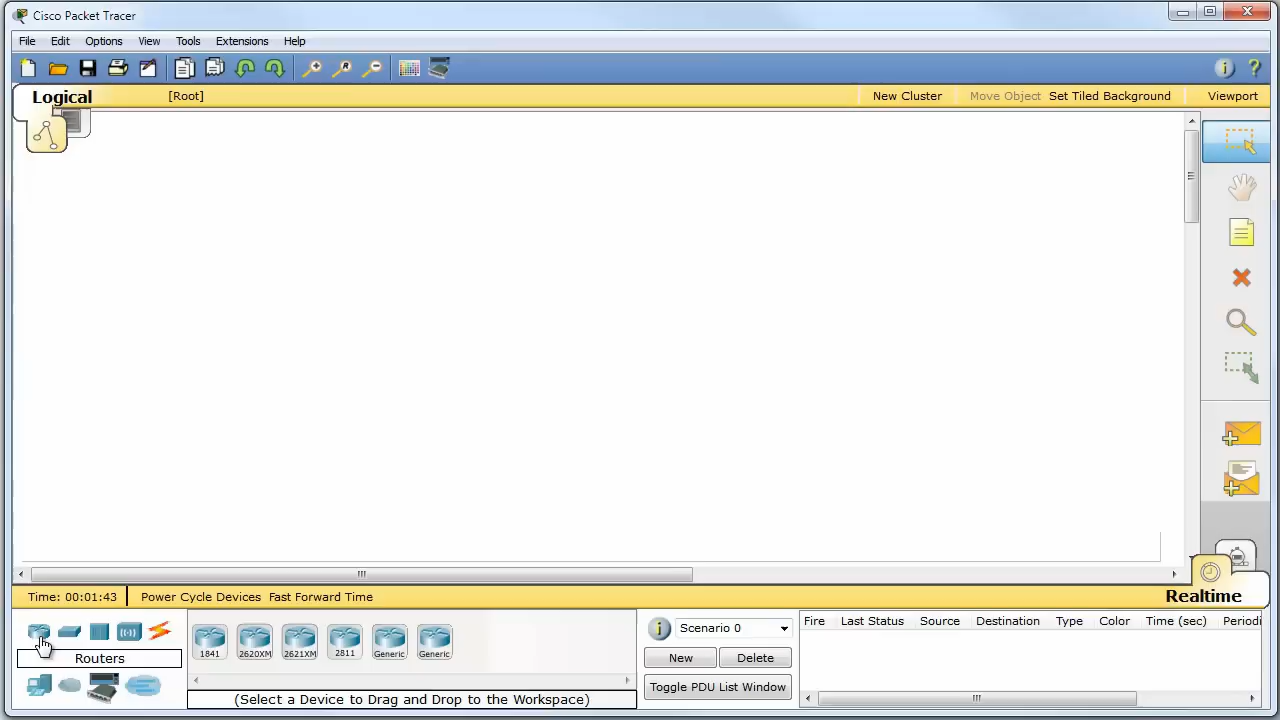 Cisco Packet Tracer
File Edit Options View Tools Extensions Help
Logical [Root] New Cluster Move Object Set Tiled Background Viewport
Time: 00:01:43 Power Cycle Devices Fast Forward Time Realtime
Routers
1841 2620XM 2621XM 2811 Generic Generic
(Select a Device to Drag and Drop to the Workspace)
Scenario 0
New Delete
Toggle PDU List Window
Fire Last Status Source Destination Type Color Time (sec) Periodi